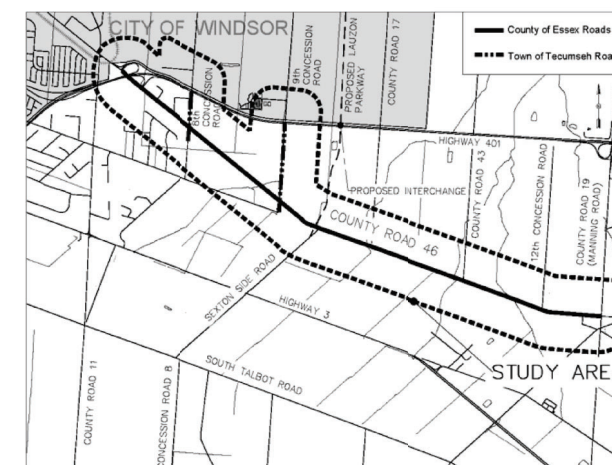 CITY OF WINDSOR
County of Essex Roads
Town of Tecumseh Roa
8th
CONCESSION
ROAD
9th
CONCESSION
ROAD
PROPOSED LAUZON
PARKWAY
COUNTY ROAD 17
HIGHWAY 401
PROPOSED INTERCHANGE
COUNTY ROAD 43
12th CONCESSION ROAD
COUNTY ROAD 19
(MANNING ROAD)
COUNTY ROAD 46
SEXTON SIDE ROAD
HIGHWAY 3
STUDY ARE
SOUTH TALBOT ROAD
COUNTY ROAD 11
CONCESSION ROAD 8